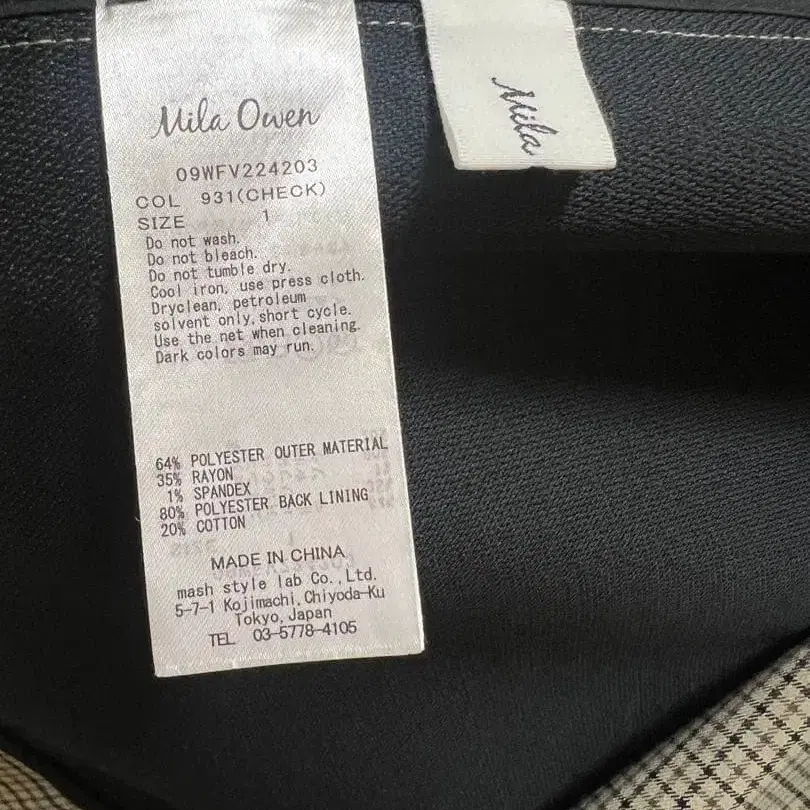 Mila Owen
09WFV224203
COL 931(CHECK)
SIZE 1
Do not wash.
Do not bleach.
Do not tumble dry.
Cool iron, use press cloth.
Dryclean, petroleum
solvent only,short cycle.
Use the net when cleaning.
Dark colors may run.
64% POLYESTER OUTER MATERIAL
35% RAYON
1% SPANDEX
80% POLYESTER BACK LINING
20% COTTON
MADE IN CHINA
mash style lab Co.,Ltd.
5-7-1 Kojimachi,Chiyoda-Ku
Tokyo,Japan
TEL 03-5778-4105
Mila